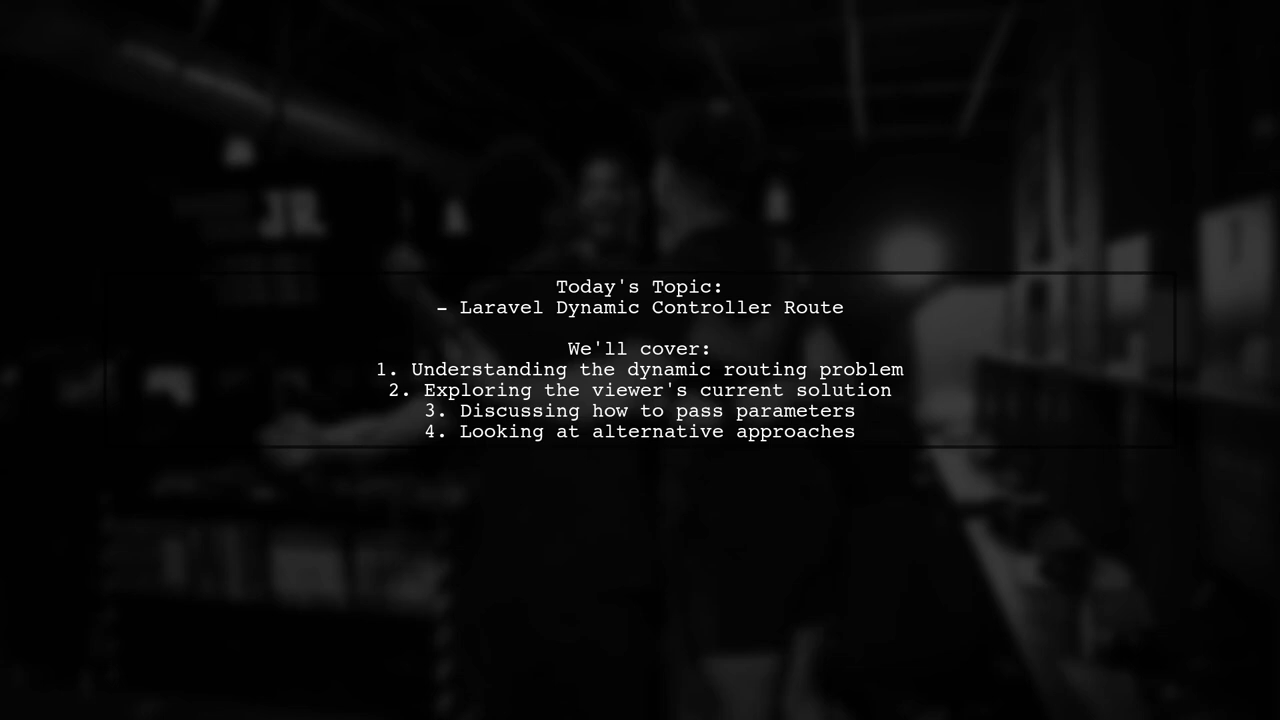 Today's Topic:
- Laravel Dynamic Controller Route
We'll cover:
1. Understanding the dynamic routing problem
2. Exploring the viewer's current solution
3. Discussing how to pass parameters
4. Looking at alternative approaches